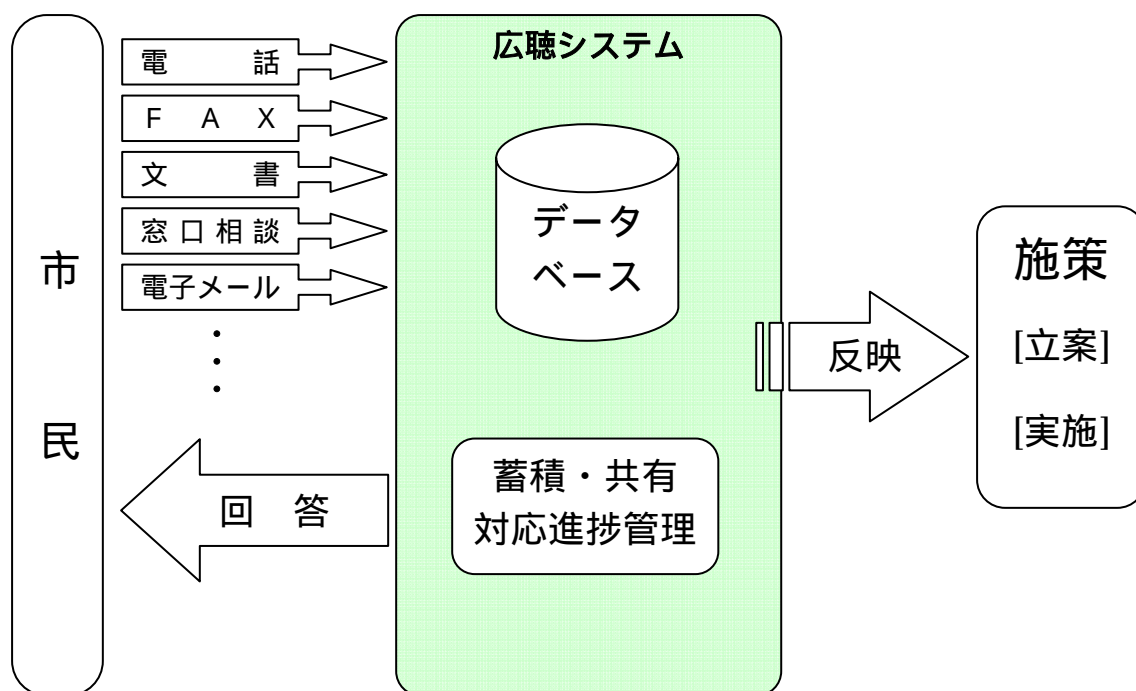 市民
電話
ＦＡＸ
文書
窓口相談
電子メール
・
・
・
回答
広聴システム
データ
ベース
蓄積・共有
対応進捗管理
反映
施策
[立案]
[実施]